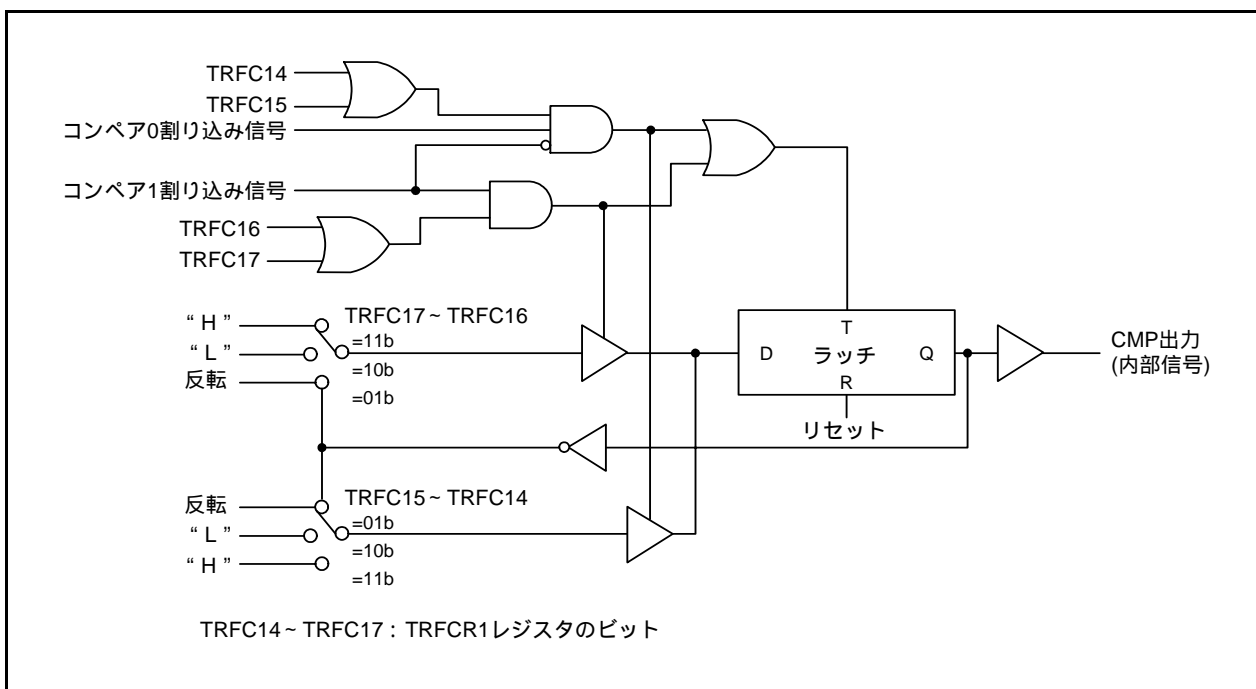 TRFC14
TRFC15
コンペア0割り込み信号
コンペア1割り込み信号
TRFC16
TRFC17
“H”
“L”
反転
TRFC17~TRFC16
=11b
=10b
=01b
T
D
ラッチ
Q
R
リセット
CMP出力
(内部信号)
反転
“L”
“H”
TRFC15~TRFC14
=01b
=10b
=11b
TRFC14~TRFC17:TRFCR1レジスタのビット